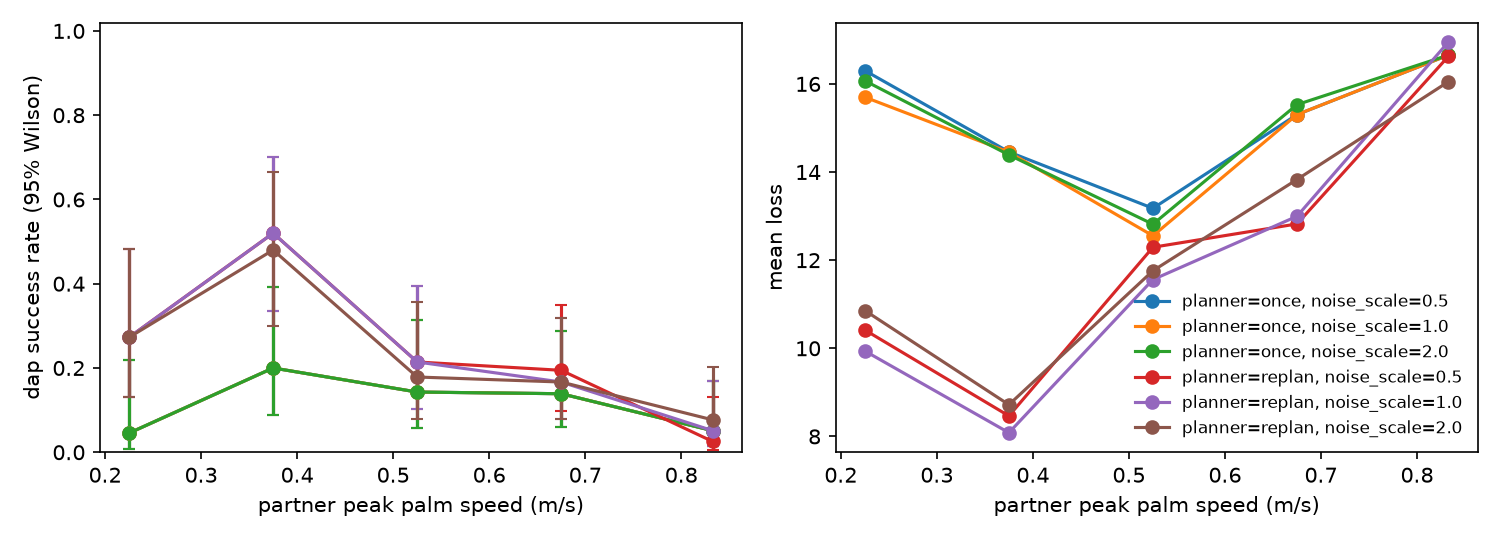 dap success rate (95% Wilson)
1.0
0.8
0.6
0.4
0.2
0.0
0.2 0.3 0.4 0.5 0.6 0.7 0.8
partner peak palm speed (m/s)
mean loss
16
14
12
10
8
0.2 0.3 0.4 0.5 0.6 0.7 0.8
partner peak palm speed (m/s)
planner=once, noise_scale=0.5
planner=once, noise_scale=1.0
planner=once, noise_scale=2.0
planner=replan, noise_scale=0.5
planner=replan, noise_scale=1.0
planner=replan, noise_scale=2.0